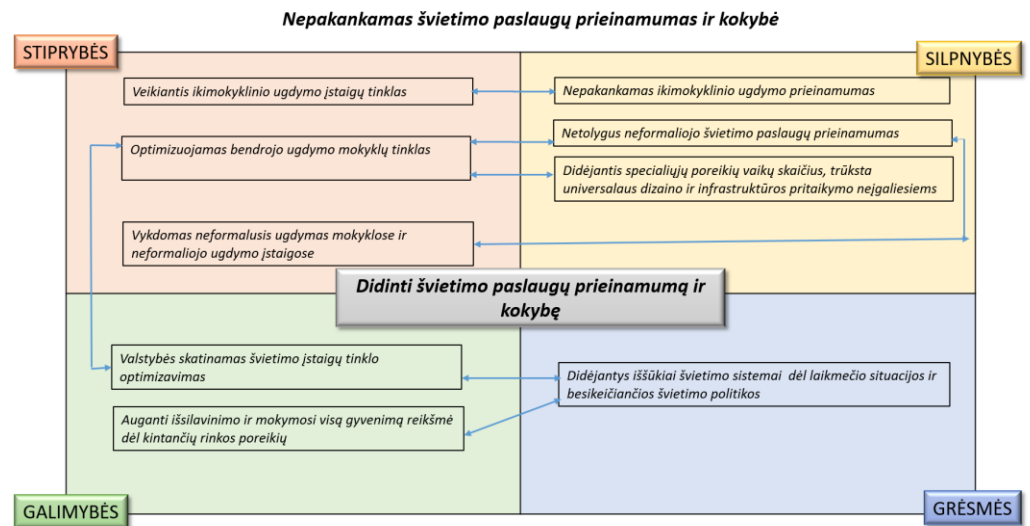 Nepakankamas švietimo paslaugų prieinamumas ir kokybė
STIPRYBĖS
SILPNYBĖS
Veikiantis ikimokyklinio ugdymo įstaigų tinklas
Nepakankamas ikimokyklinio ugdymo prieinamumas
Optimizuojamas bendrojo ugdymo mokyklų tinklas
Netolygus neformaliojo švietimo paslaugų prieinamumas
Didėjantis specialiųjų poreikių vaikų skaičius, trūksta
universalaus dizaino ir infrastruktūros pritaikymo neįgaliesiems
Vykdomas neformalusis ugdymas mokyklose ir
neformaliojo ugdymo įstaigose
Didinti švietimo paslaugų prieinamumą ir
kokybę
Valstybės skatinamas švietimo įstaigų tinklo
optimizavimas
Didėjantys iššūkiai švietimo sistemai dėl laikmečio situacijos ir
besikeičiančios švietimo politikos
Auganti išsilavinimo ir mokymosi visą gyvenimą reikšmė
dėl kintančių rinkos poreikių
GALIMYBĖS
GRĖSMĖS